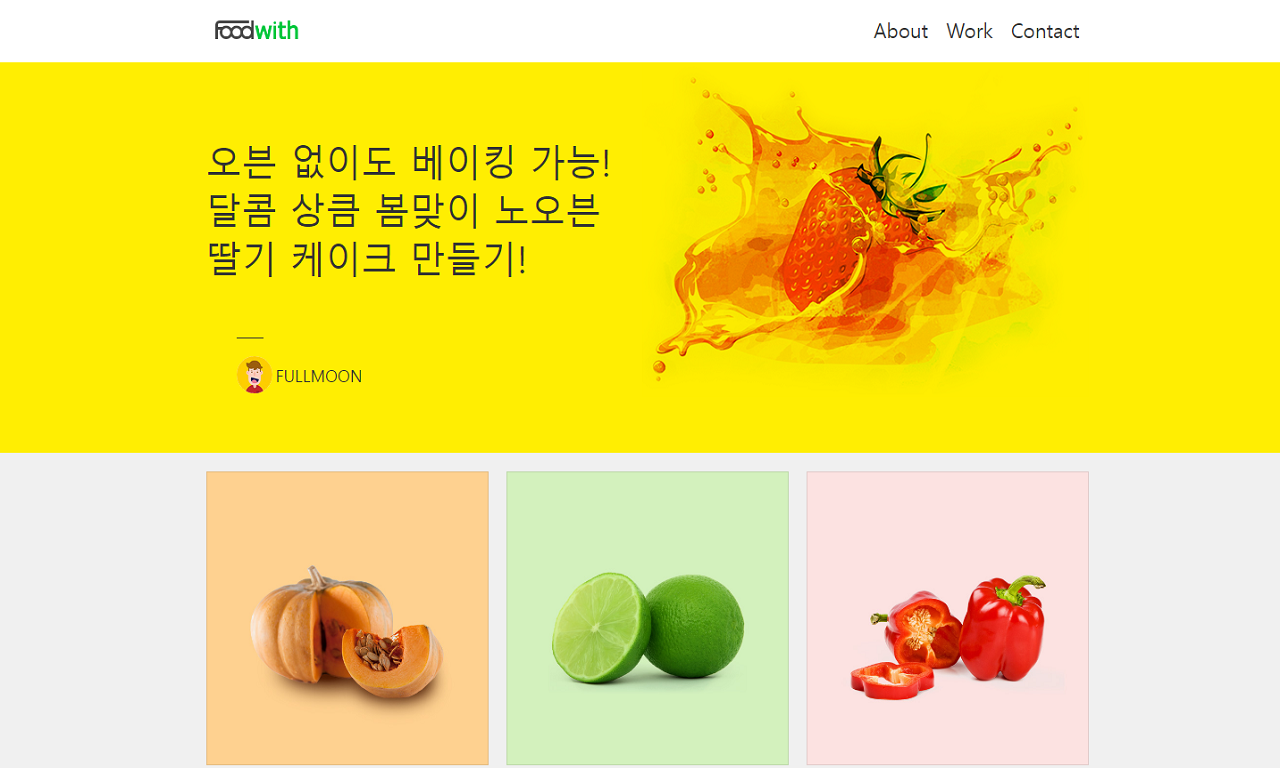 foodwith
About Work Contact
오븐 없이도 베이킹 가능!
달콤 상큼 봄맞이 노오븐
딸기 케이크 만들기!
FULLMOON